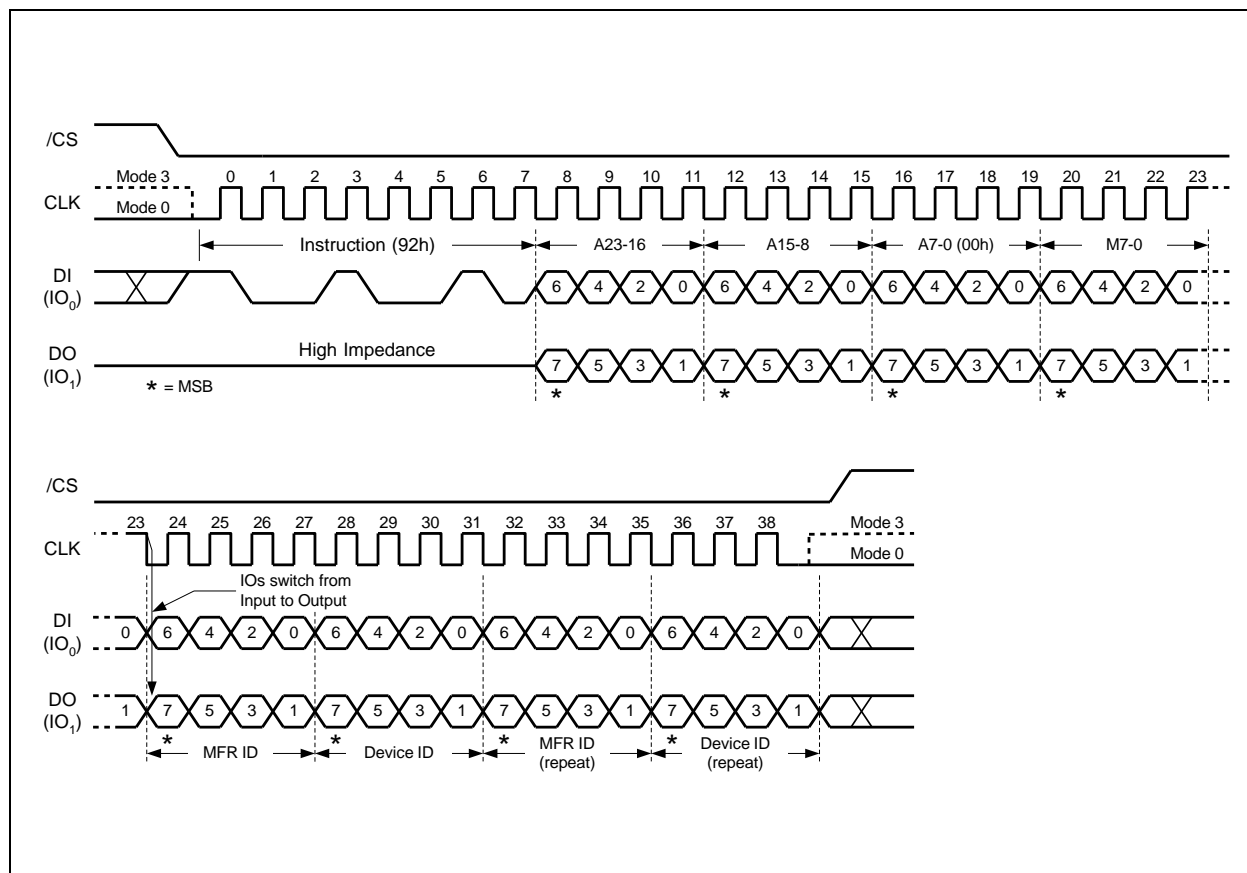 /CS
Mode 3 0 1 2 3 4 5 6 7 8 9 10 11 12 13 14 15 16 17 18 19 20 21 22 23
CLK
Mode 0
Instruction (92h) A23-16 A15-8 A7-0 (00h) M7-0
DI
(IO0) 6 4 2 0 6 4 2 0 6 4 2 0 6 4 2 0
High Impedance
DO
(IO1) 7 5 3 1 7 5 3 1 7 5 3 1 7 5 3 1
* = MSB * * * *
/CS
23 24 25 26 27 28 29 30 31 32 33 34 35 36 37 38 Mode 3
CLK
Mode 0
IOs switch from
Input to Output
DI
(IO0) 0 6 4 2 0 6 4 2 0 6 4 2 0 6 4 2 0
DO
(IO1) 1 7 5 3 1 7 5 3 1 7 5 3 1 7 5 3 1
* * * *
MFR ID Device ID MFR ID
(repeat) Device ID
(repeat)